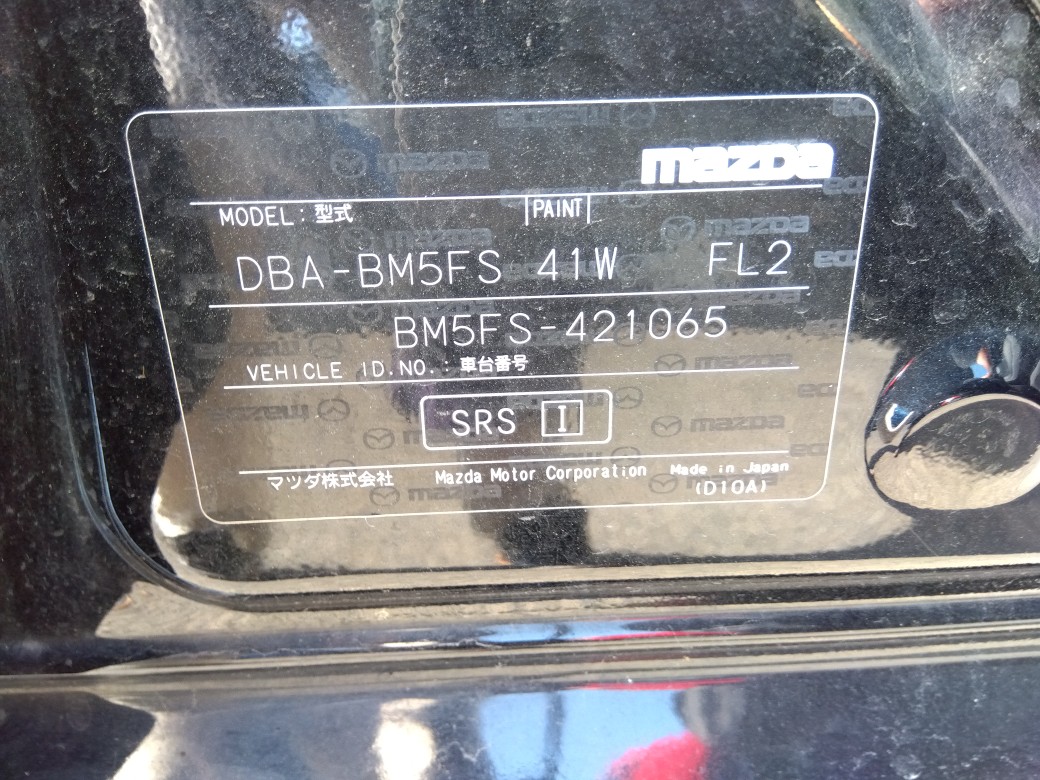 mazda
MODEL : 型式 PAINT
DBA-BM5FS 41W FL2
BM5FS-421065
VEHICLE ID.NO. : 車台番号
SRS I
マツダ株式会社 Mazda Motor Corporation Made in Japan
(D10A)